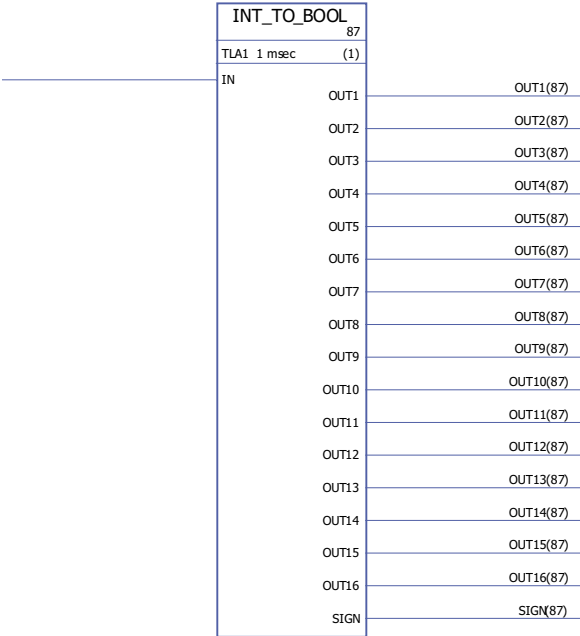 INT_TO_BOOL
87
TLA1 1 msec (1)
IN
OUT1 OUT1(87)
OUT2 OUT2(87)
OUT3 OUT3(87)
OUT4 OUT4(87)
OUT5 OUT5(87)
OUT6 OUT6(87)
OUT7 OUT7(87)
OUT8 OUT8(87)
OUT9 OUT9(87)
OUT10 OUT10(87)
OUT11 OUT11(87)
OUT12 OUT12(87)
OUT13 OUT13(87)
OUT14 OUT14(87)
OUT15 OUT15(87)
OUT16 OUT16(87)
SIGN SIGN(87)